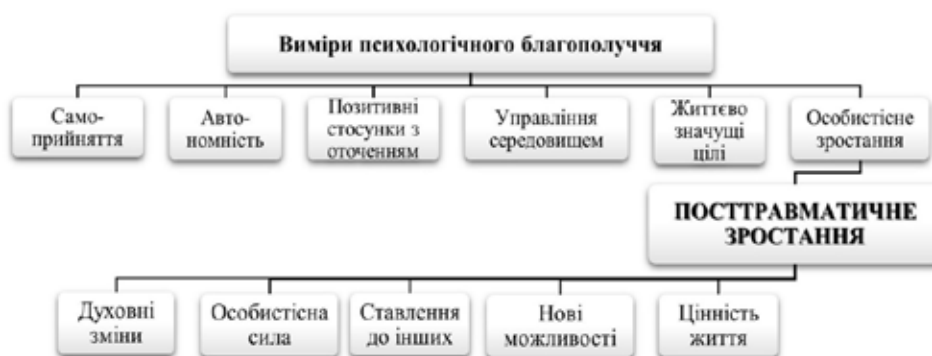 Виміри психологічного благополуччя
Само-
прийняття
Авто-
номність
Позитивні
стосунки з
оточенням
Управління
середовищем
Життєво
значущі
цілі
Особистісне
зростання
ПОСТТРАВМАТИЧНЕ
ЗРОСТАННЯ
Духовні
зміни
Особистісна
сила
Ставлення
до інших
Нові
можливості
Цінність
життя